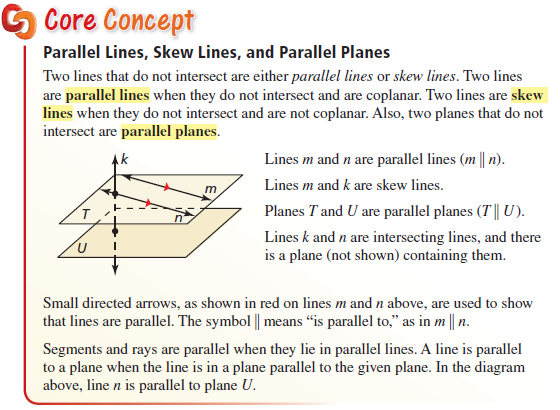 Core Concept
Parallel Lines, Skew Lines, and Parallel Planes
Two lines that do not intersect are either parallel lines or skew lines. Two lines
are parallel lines when they do not intersect and are coplanar. Two lines are skew
lines when they do not intersect and are not coplanar. Also, two planes that do not
intersect are parallel planes.
k
m
T
n
U
Lines m and n are parallel lines (m ∥ n).
Lines m and k are skew lines.
Planes T and U are parallel planes (T ∥ U).
Lines k and n are intersecting lines, and there
is a plane (not shown) containing them.
Small directed arrows, as shown in red on lines m and n above, are used to show
that lines are parallel. The symbol ∥ means “is parallel to,” as in m ∥ n.
Segments and rays are parallel when they lie in parallel lines. A line is parallel
to a plane when the line is in a plane parallel to the given plane. In the diagram
above, line n is parallel to plane U.